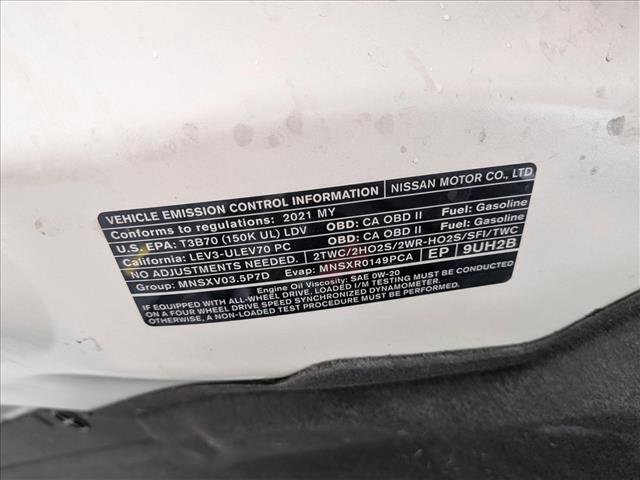 VEHICLE EMISSION CONTROL INFORMATION NISSAN MOTOR CO., LTD
Conforms to regulations: 2021 MY
U.S. EPA: T3B70 (150K UL) LDV OBD: CA OBD II Fuel: Gasoline
California: LEV3-ULEV70 PC OBD: CA OBD II Fuel: Gasoline
NO ADJUSTMENTS NEEDED. 2TWC/2HO2S/2WR-HO2S/SFI/TWC
Group: MNSXV03.5P7D Evap: MNSXR0149PCA EP 9UH2B
Engine Oil Viscosity: SAE 0W-20
IF EQUIPPED WITH ALL-WHEEL DRIVE, LOADED I/M TESTING MUST BE CONDUCTED
ON A FOUR WHEEL DRIVE SPEED SYNCHRONIZED DYNAMOMETER.
OTHERWISE, A NON-LOADED TEST PROCEDURE MUST BE CONDUCTED